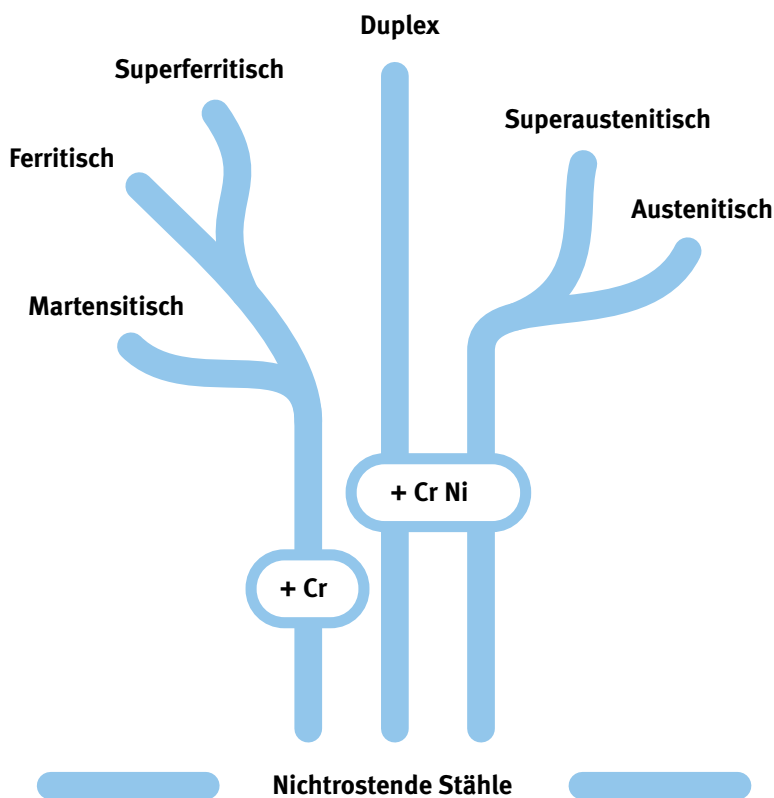 Duplex
Superferritisch
Superaustenitisch
Ferritisch
Austenitisch
Martensitisch
+ Cr Ni
+ Cr
Nichtrostende Stähle